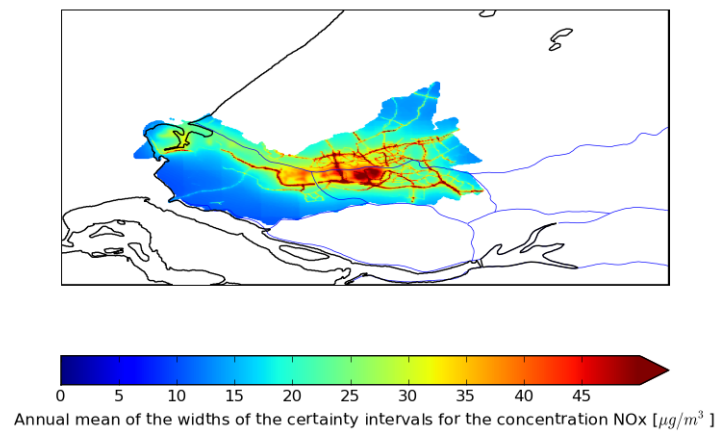 0 5 10 15 20 25 30 35 40 45
Annual mean of the widths of the certainty intervals for the concentration NOx [μg/m³ ]